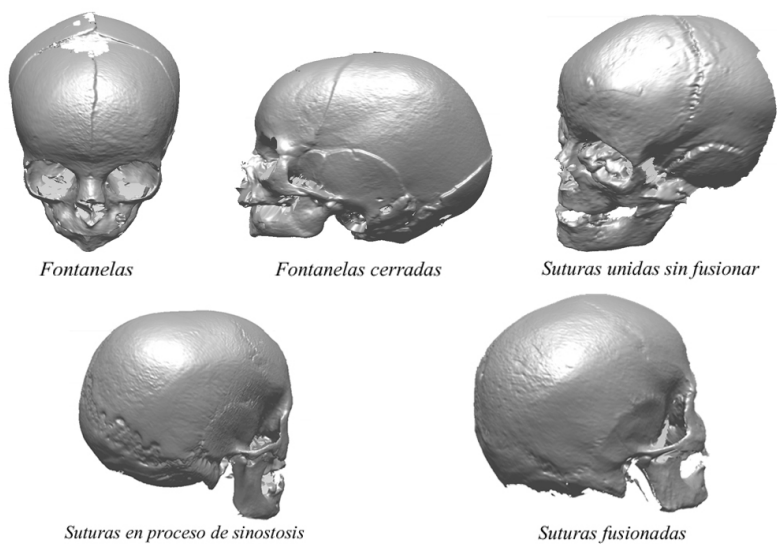 Fontanelas
Fontanelas cerradas
Suturas unidas sin fusionar
Suturas en proceso de sinostosis
Suturas fusionadas